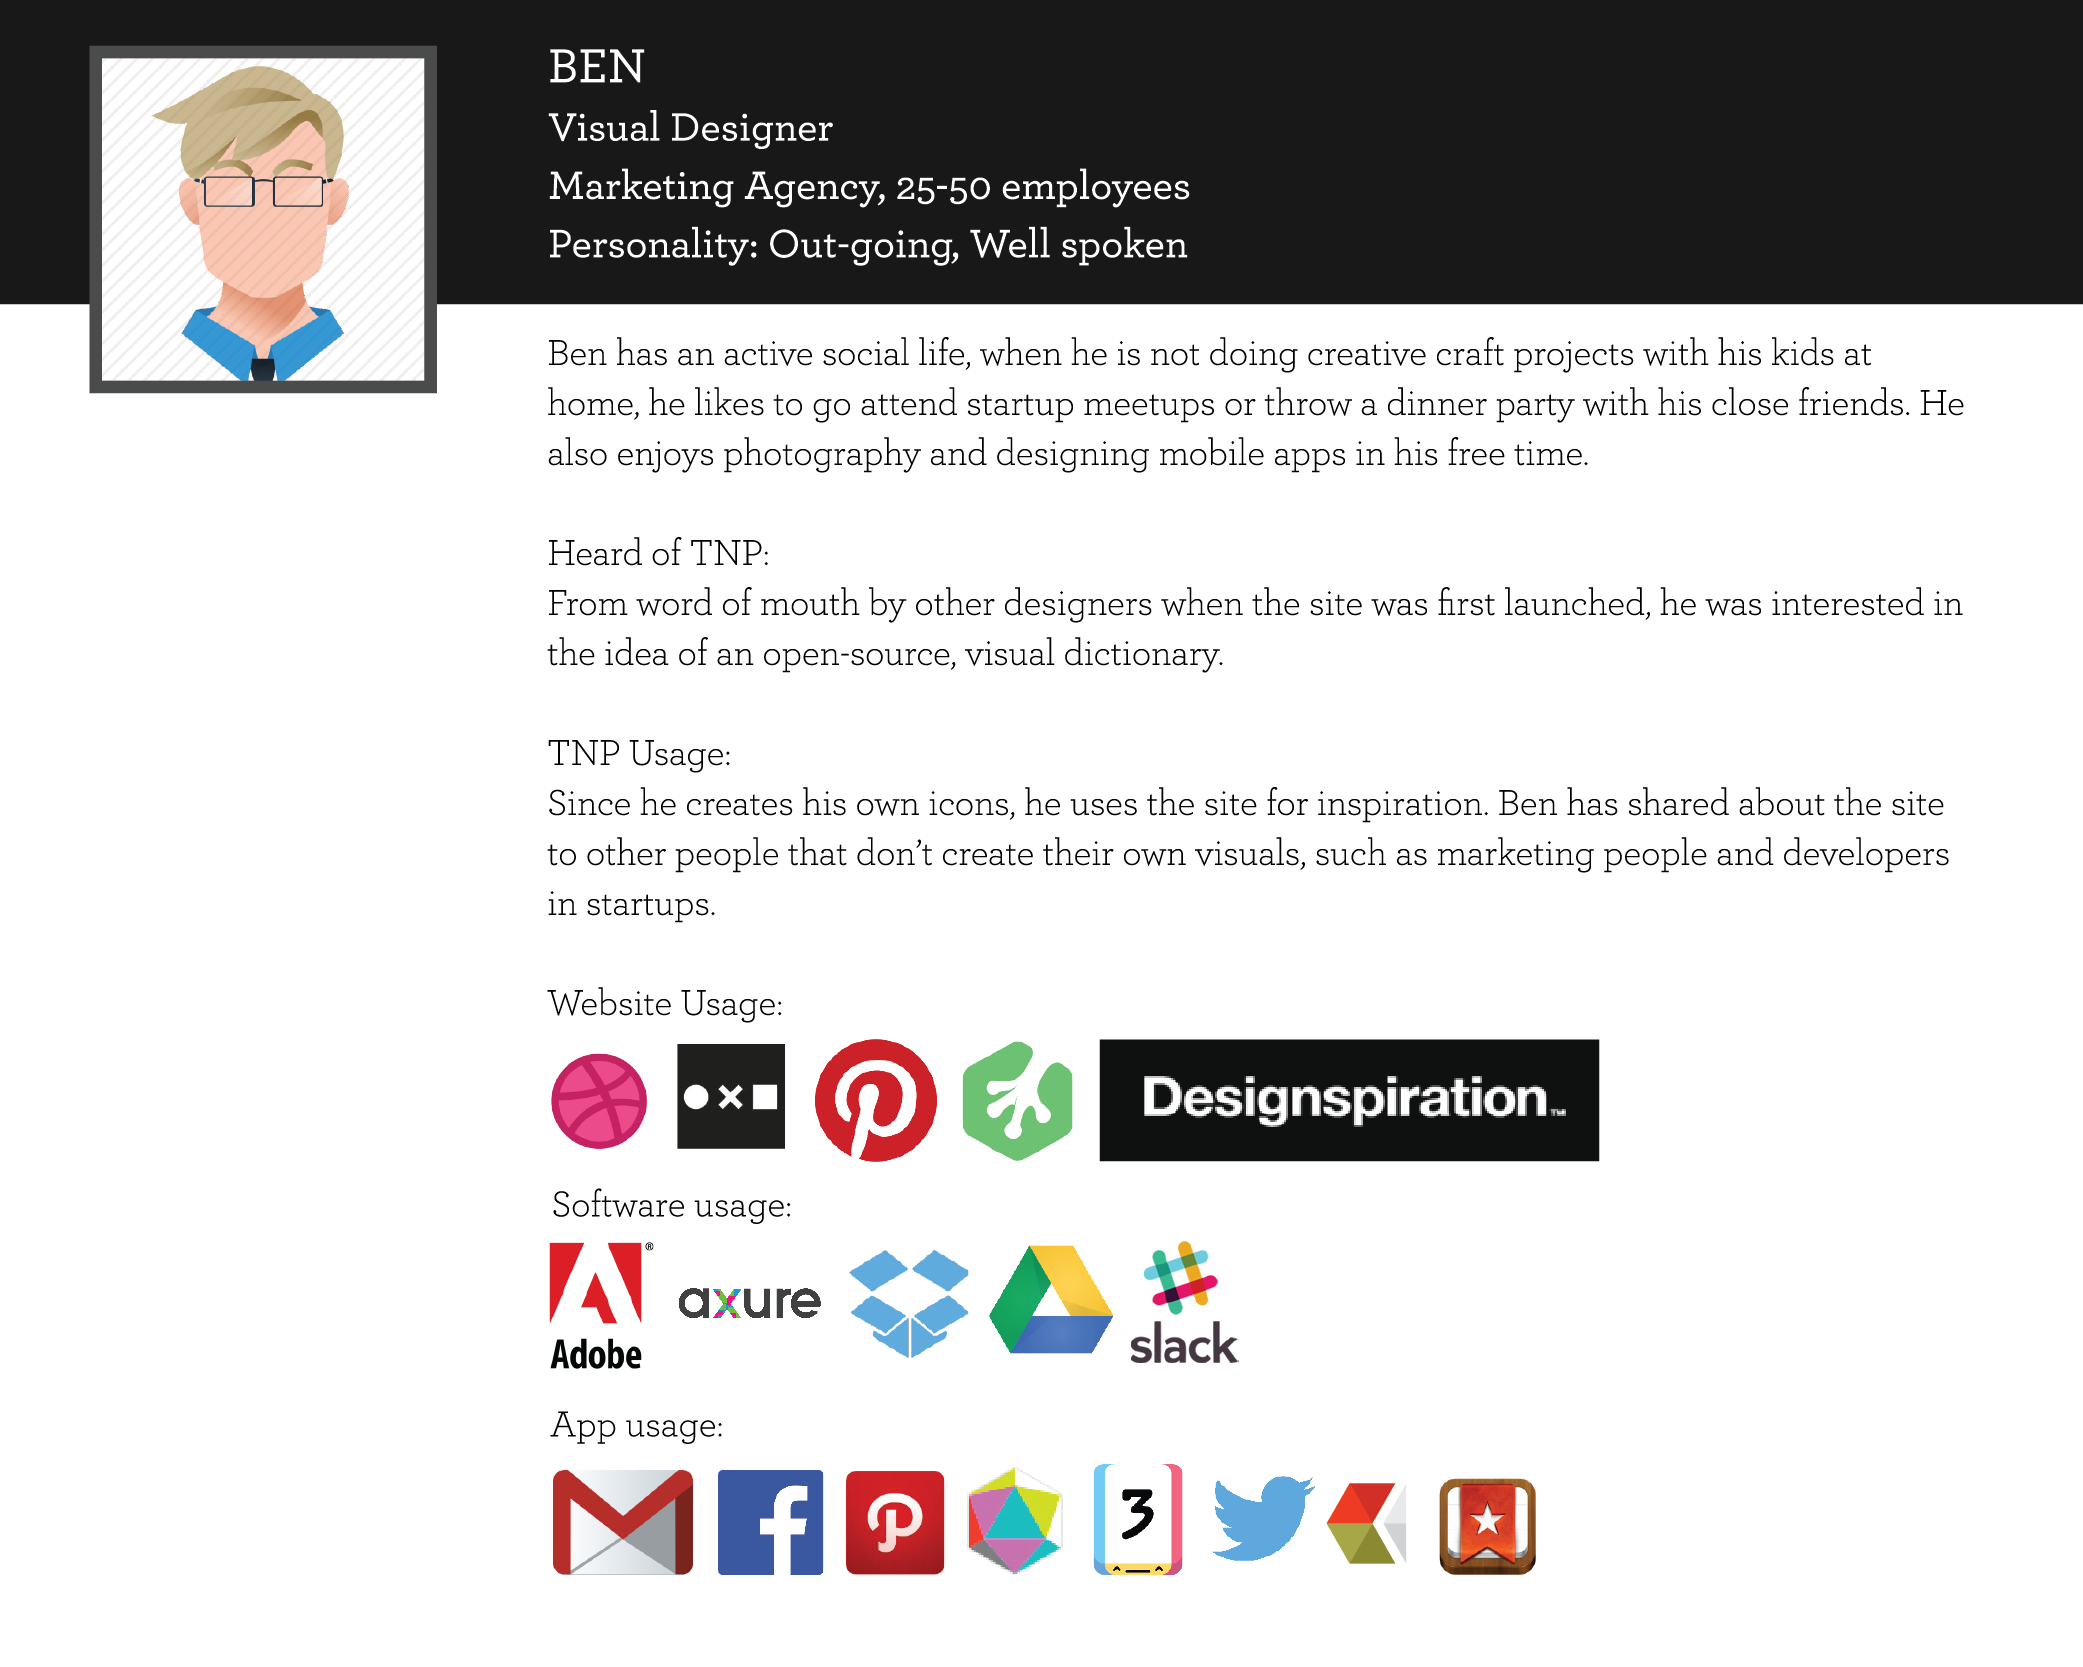 BEN
Visual Designer
Marketing Agency, 25-50 employees
Personality: Out-going, Well spoken
Ben has an active social life, when he is not doing creative craft projects with his kids at
home, he likes to go attend startup meetups or throw a dinner party with his close friends. He
also enjoys photography and designing mobile apps in his free time.
Heard of TNP:
From word of mouth by other designers when the site was first launched, he was interested in
the idea of an open-source, visual dictionary.
TNP Usage:
Since he creates his own icons, he uses the site for inspiration. Ben has shared about the site
to other people that don’t create their own visuals, such as marketing people and developers
in startups.
Website Usage:
Designspiration™
Software usage:
Adobe ®
axure
slack
App usage:
3